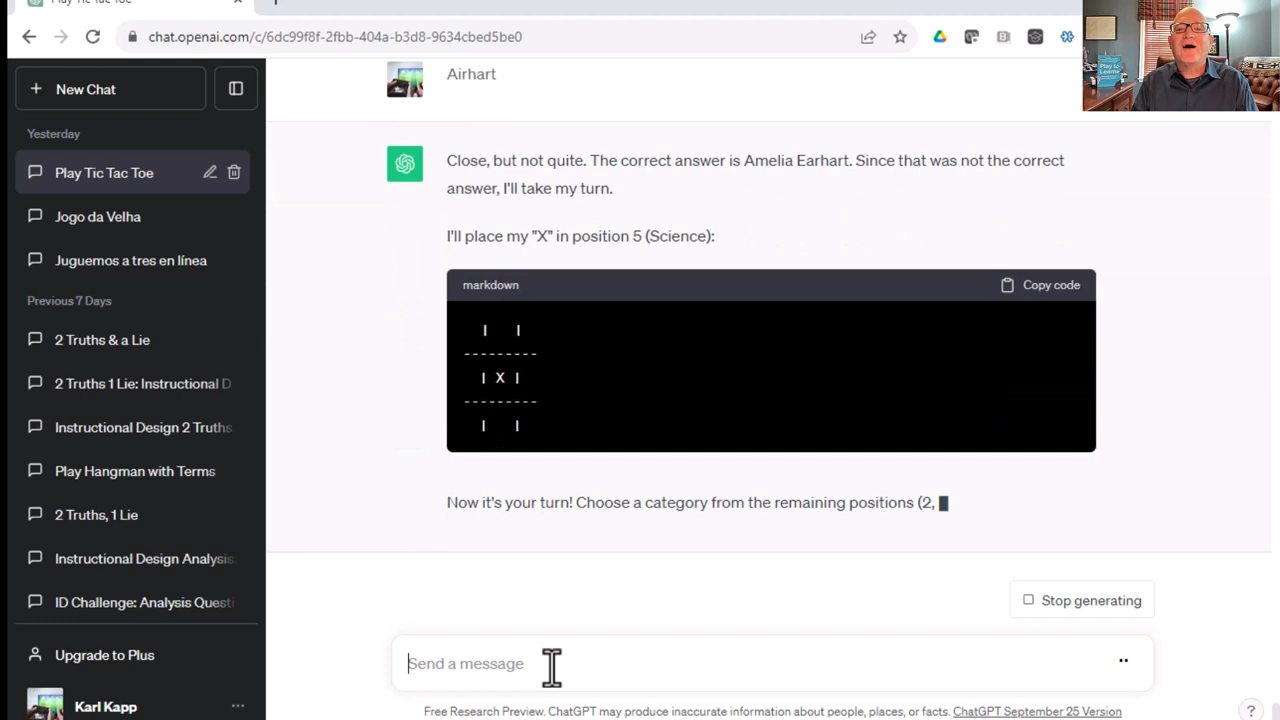 chat.openai.com/c/6dc99f8f-2fbb-404a-b3d8-9634cbed5be0
Play to
Learn
New Chat
Yesterday
Play Tic Tac Toe
Jogo da Velha
Juguemos a tres en línea
Previous 7 Days
2 Truths & a Lie
2 Truths 1 Lie: Instructional D
Instructional Design 2 Truths
Play Hangman with Terms
2 Truths, 1 Lie
Instructional Design Analysis
ID Challenge: Analysis Questi
Upgrade to Plus
Karl Kapp
Airhart
Close, but not quite. The correct answer is Amelia Earhart. Since that was not the correct
answer, I'll take my turn.
I'll place my "X" in position 5 (Science):
markdown
Copy code
| |
---------
| X |
---------
| |
Now it's your turn! Choose a category from the remaining positions (2,
Stop generating
Send a message
Free Research Preview. ChatGPT may produce inaccurate information about people, places, or facts. ChatGPT September 25 Version